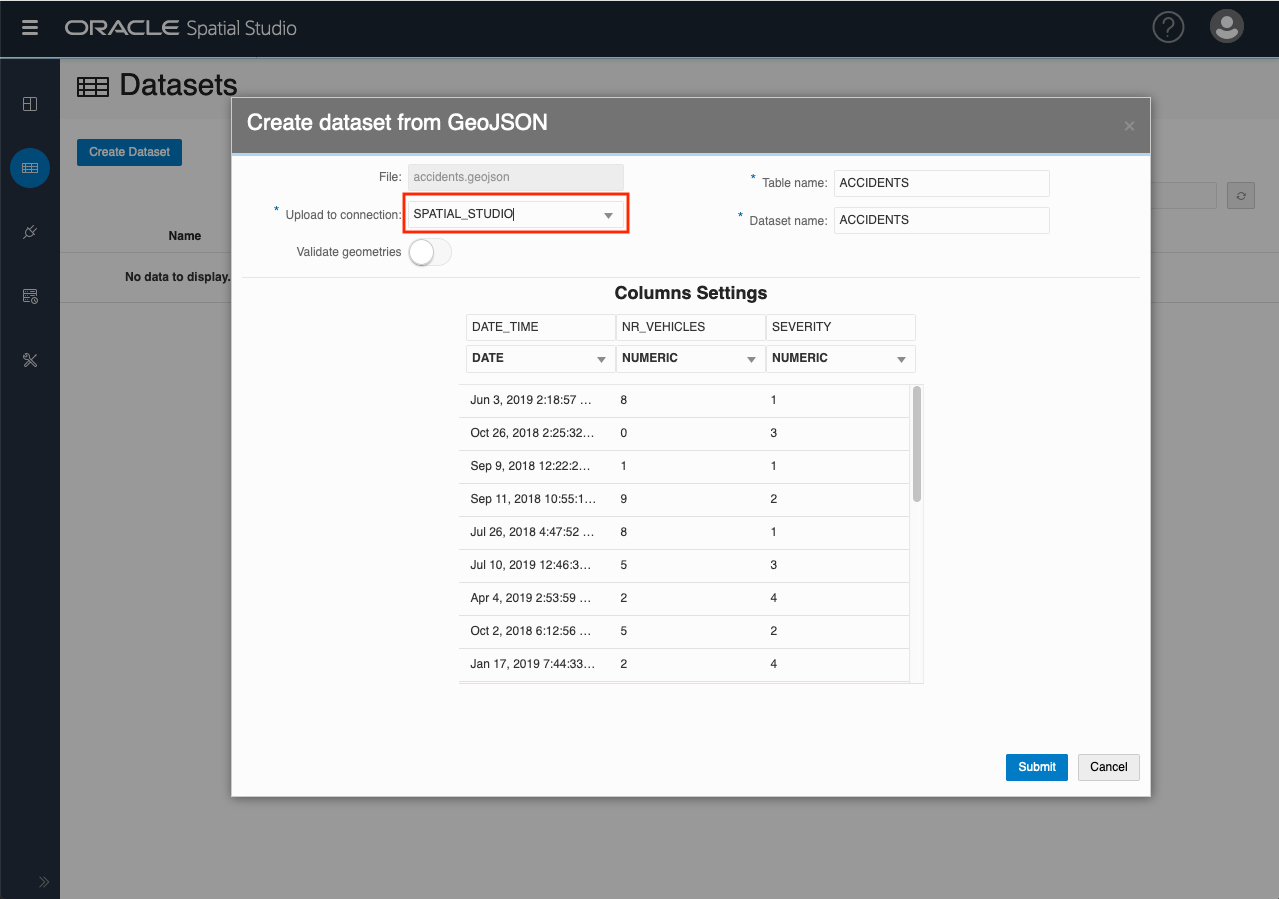 ORACLE Spatial Studio
?
Datasets
Create Dataset
Name
No data to display.
Create dataset from GeoJSON
×
File: accidents.geojson
* Table name: ACCIDENTS
* Upload to connection: SPATIAL_STUDIO
* Dataset name: ACCIDENTS
Validate geometries
Columns Settings
DATE_TIME NR_VEHICLES SEVERITY
DATE NUMERIC NUMERIC
Jun 3, 2019 2:18:57 ... 8 1
Oct 26, 2018 2:25:32... 0 3
Sep 9, 2018 12:22:2... 1 1
Sep 11, 2018 10:55:1... 9 2
Jul 26, 2018 4:47:52 ... 8 1
Jul 10, 2019 12:46:3... 5 3
Apr 4, 2019 2:53:59 ... 2 4
Oct 2, 2018 6:12:56 ... 5 2
Jan 17, 2019 7:44:33... 2 4
Submit Cancel